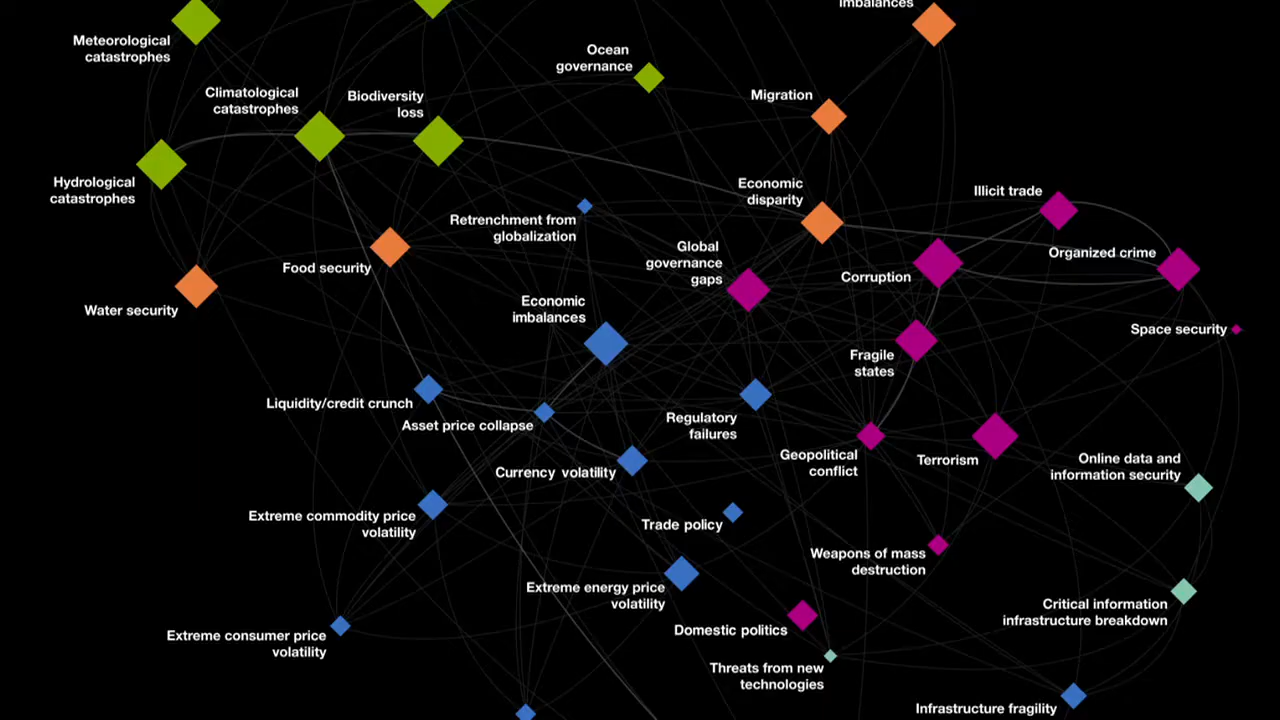 imbalances
Meteorological
catastrophes
Ocean
governance
Climatological
catastrophes
Biodiversity
loss
Migration
Hydrological
catastrophes
Economic
disparity
Illicit trade
Retrenchment from
globalization
Food security
Global
governance
gaps
Corruption
Organized crime
Water security
Economic
imbalances
Space security
Fragile
states
Liquidity/credit crunch
Asset price collapse
Regulatory
failures
Geopolitical
conflict
Terrorism
Online data and
information security
Currency volatility
Extreme commodity price
volatility
Trade policy
Weapons of mass
destruction
Extreme energy price
volatility
Critical information
infrastructure breakdown
Extreme consumer price
volatility
Domestic politics
Threats from new
technologies
Infrastructure fragility